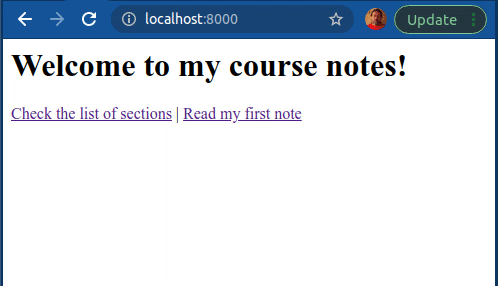 localhost:8000
Update
Welcome to my course notes!
Check the list of sections | Read my first note